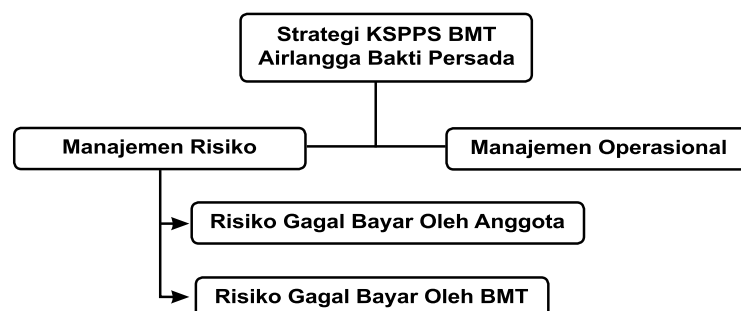 Strategi KSPPS BMT
Airlangga Bakti Persada
Manajemen Risiko
Manajemen Operasional
Risiko Gagal Bayar Oleh Anggota
Risiko Gagal Bayar Oleh BMT